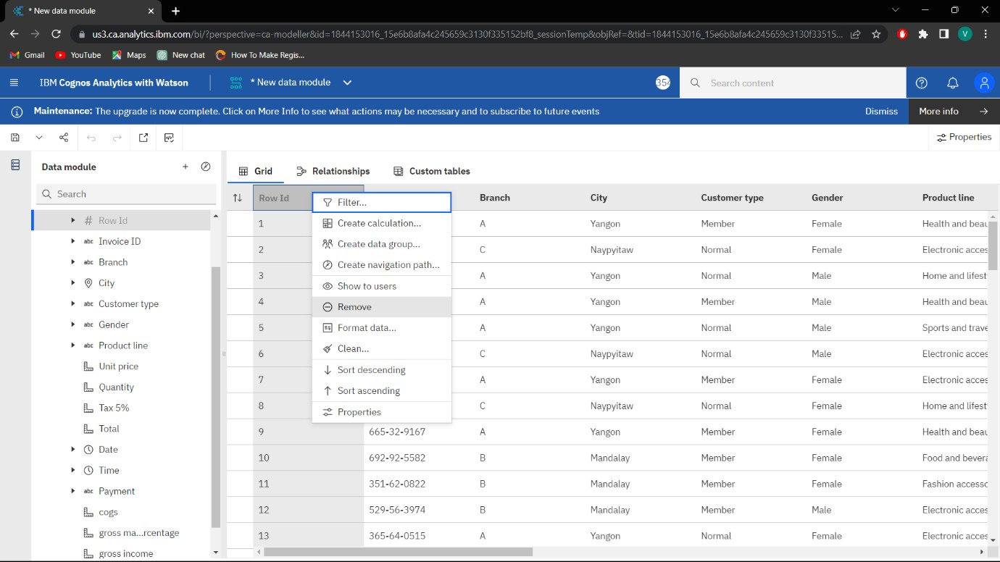 * New data module
us3.ca.analytics.ibm.com/bi/?perspective=ca-modeller&id=1844153016_15e6b8afa4c245659c3130f335152bf8_sessionTemp&objRef=&tid=1844153016_15e6b8afa4c245659c3130f33515...
V
Gmail YouTube Maps New chat How To Make Regis...
IBM Cognos Analytics with Watson * New data module 354 Search content
Maintenance: The upgrade is now complete. Click on More Info to see what actions may be necessary and to subscribe to future events Dismiss More info
Properties
Data module
Search
# Row Id
abc Invoice ID
abc Branch
City
abc Customer type
abc Gender
abc Product line
Unit price
Quantity
Tax 5%
Total
Date
Time
abc Payment
cogs
gross ma...rcentage
gross income
Grid Relationships Custom tables
Row Id Branch City Customer type Gender Product line
1 A Yangon Member Female Health and beau
2 C Naypyitaw Normal Female Electronic acces
3 A Yangon Normal Male Home and lifest
4 A Yangon Member Male Health and beau
5 A Yangon Normal Male Sports and trave
6 C Naypyitaw Normal Male Electronic acces
7 A Yangon Member Female Electronic acces
8 C Naypyitaw Normal Female Home and lifest
9 665-32-9167 A Yangon Member Female Health and beau
10 692-92-5582 B Mandalay Member Female Food and bevera
11 351-62-0822 B Mandalay Member Female Fashion accesso
12 529-56-3974 B Mandalay Member Male Electronic acces
13 365-64-0515 A Yangon Normal Female Electronic acces
Filter...
Create calculation...
Create data group...
Create navigation path...
Show to users
Remove
Format data...
Clean...
Sort descending
Sort ascending
Properties